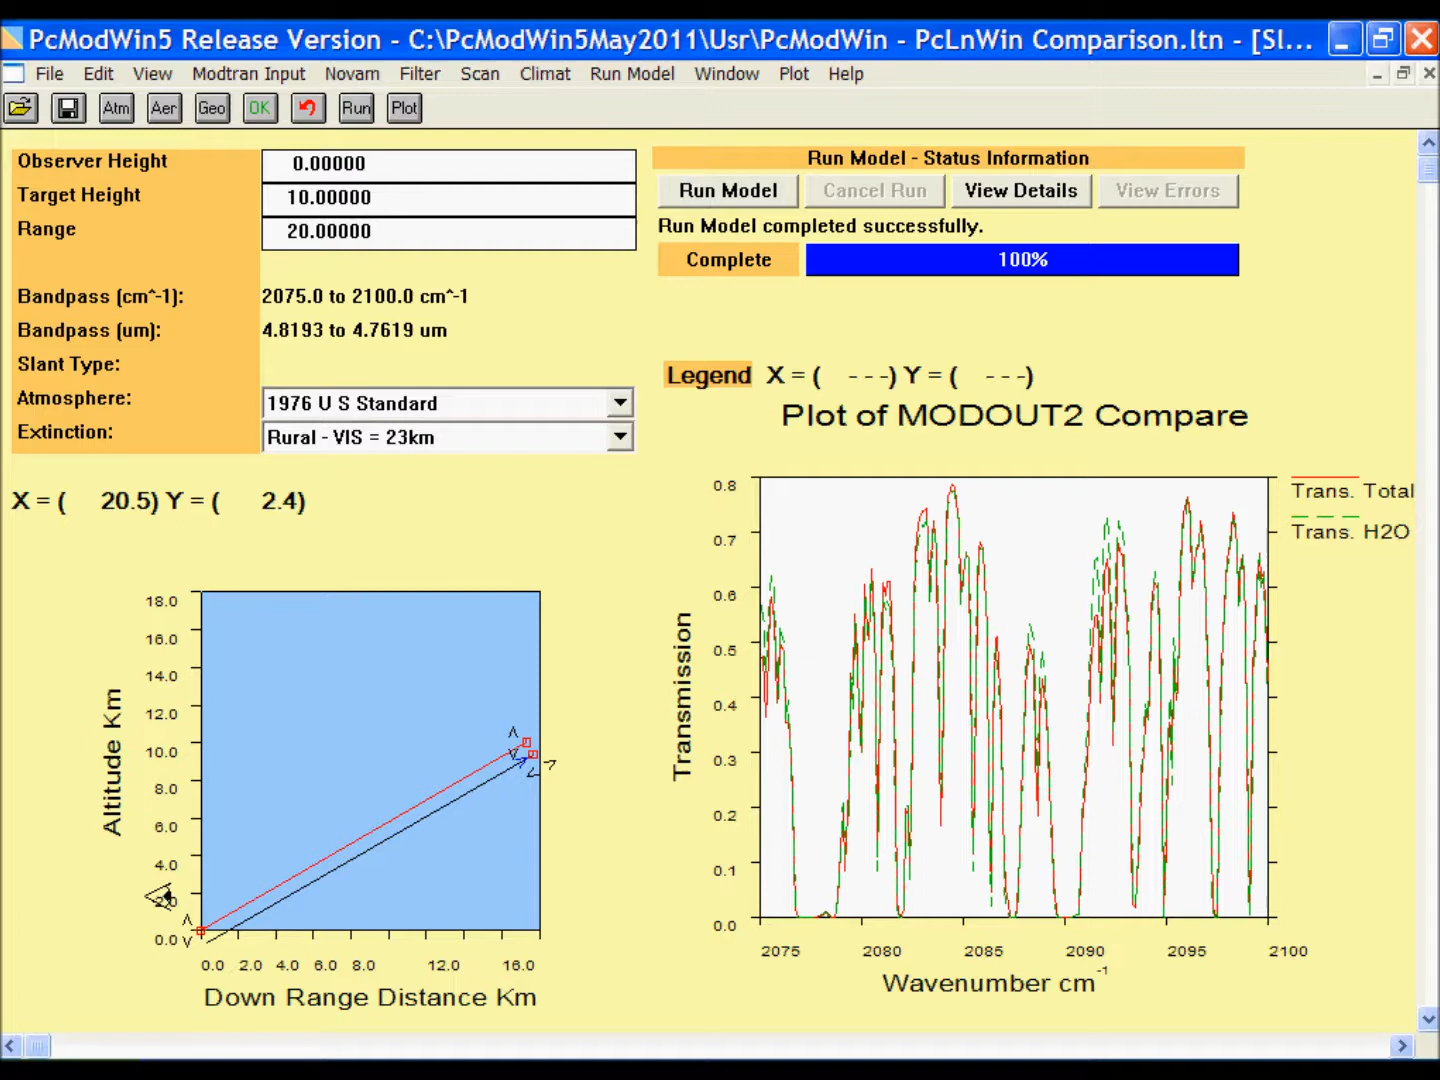 PcModWin5 Release Version - C:\PcModWin5May2011\Usr\PcModWin - PcLnWin Comparison.ltn - [Sl...
File Edit View Modtran Input Novam Filter Scan Climat Run Model Window Plot Help
Atm Aer Geo OK Run Plot
Observer Height 0.00000
Target Height 10.00000
Range 20.00000
Bandpass (cm^-1): 2075.0 to 2100.0 cm^-1
Bandpass (um): 4.8193 to 4.7619 um
Slant Type:
Atmosphere: 1976 U S Standard
Extinction: Rural - VIS = 23km
Run Model - Status Information
Run Model Cancel Run View Details View Errors
Run Model completed successfully.
Complete 100%
X = ( 20.5) Y = ( 2.4)
18.0
16.0
14.0
12.0
10.0
8.0
6.0
4.0
2.0
0.0
Altitude Km
0.0 2.0 4.0 6.0 8.0 12.0 16.0
Down Range Distance Km
Legend X = ( - - -) Y = ( - - -)
Plot of MODOUT2 Compare
0.8
0.7
0.6
0.5
0.4
0.3
0.2
0.1
0.0
Transmission
2075 2080 2085 2090 2095 2100
Wavenumber cm-1
Trans. Total
Trans. H2O